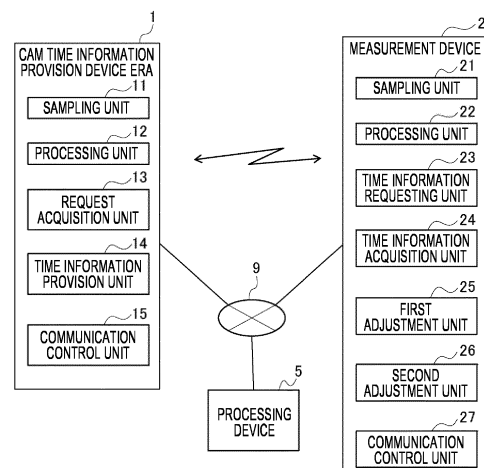 1
CAM TIME INFORMATION
PROVISION DEVICE ERA
11
SAMPLING UNIT
12
PROCESSING UNIT
13
REQUEST
ACQUISITION UNIT
14
TIME INFORMATION
PROVISION UNIT
15
COMMUNICATION
CONTROL UNIT
9
5
PROCESSING
DEVICE
2
MEASUREMENT DEVICE
21
SAMPLING UNIT
22
PROCESSING UNIT
23
TIME INFORMATION
REQUESTING UNIT
24
TIME INFORMATION
ACQUISITION UNIT
25
FIRST
ADJUSTMENT UNIT
26
SECOND
ADJUSTMENT UNIT
27
COMMUNICATION
CONTROL UNIT